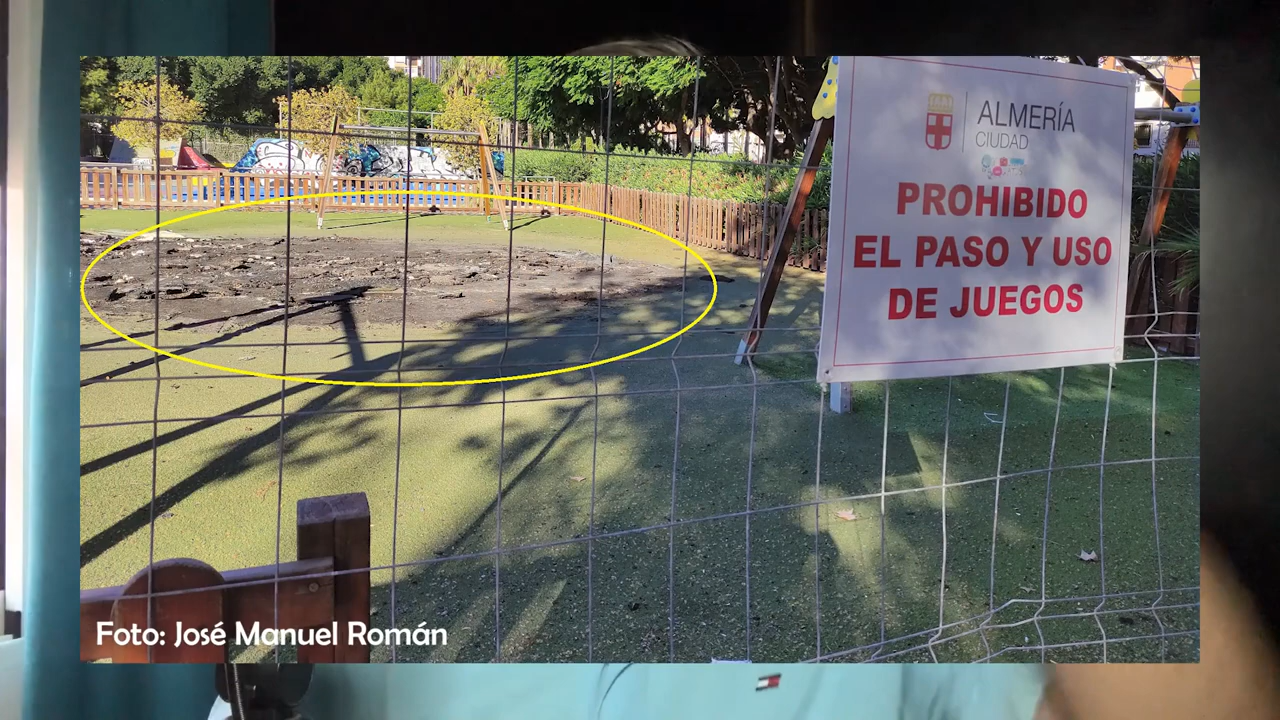 ALMERÍA
CIUDAD
PROHIBIDO
EL PASO Y USO
DE JUEGOS
Foto: José Manuel Román